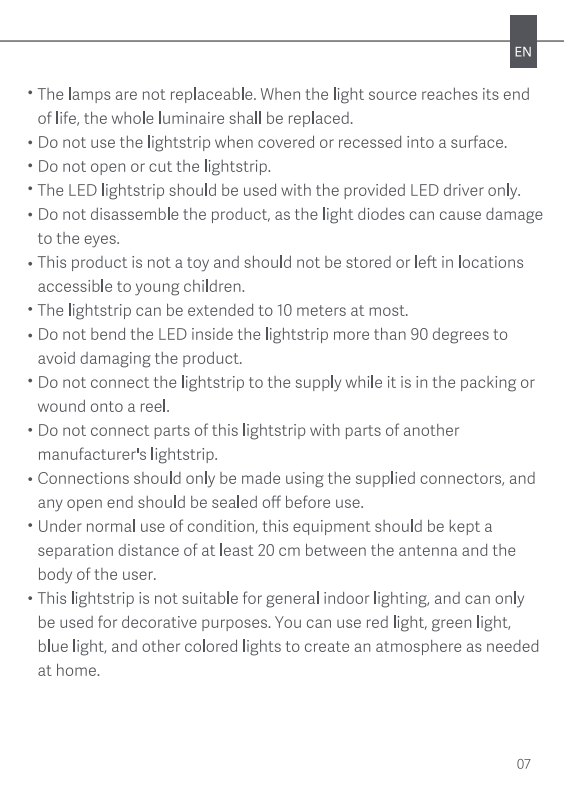 EN
• The lamps are not replaceable. When the light source reaches its end
of life, the whole luminaire shall be replaced.
• Do not use the lightstrip when covered or recessed into a surface.
• Do not open or cut the lightstrip.
• The LED lightstrip should be used with the provided LED driver only.
• Do not disassemble the product, as the light diodes can cause damage
to the eyes.
• This product is not a toy and should not be stored or left in locations
accessible to young children.
• The lightstrip can be extended to 10 meters at most.
• Do not bend the LED inside the lightstrip more than 90 degrees to
avoid damaging the product.
• Do not connect the lightstrip to the supply while it is in the packing or
wound onto a reel.
• Do not connect parts of this lightstrip with parts of another
manufacturer's lightstrip.
• Connections should only be made using the supplied connectors, and
any open end should be sealed off before use.
• Under normal use of condition, this equipment should be kept a
separation distance of at least 20 cm between the antenna and the
body of the user.
• This lightstrip is not suitable for general indoor lighting, and can only
be used for decorative purposes. You can use red light, green light,
blue light, and other colored lights to create an atmosphere as needed
at home.
07